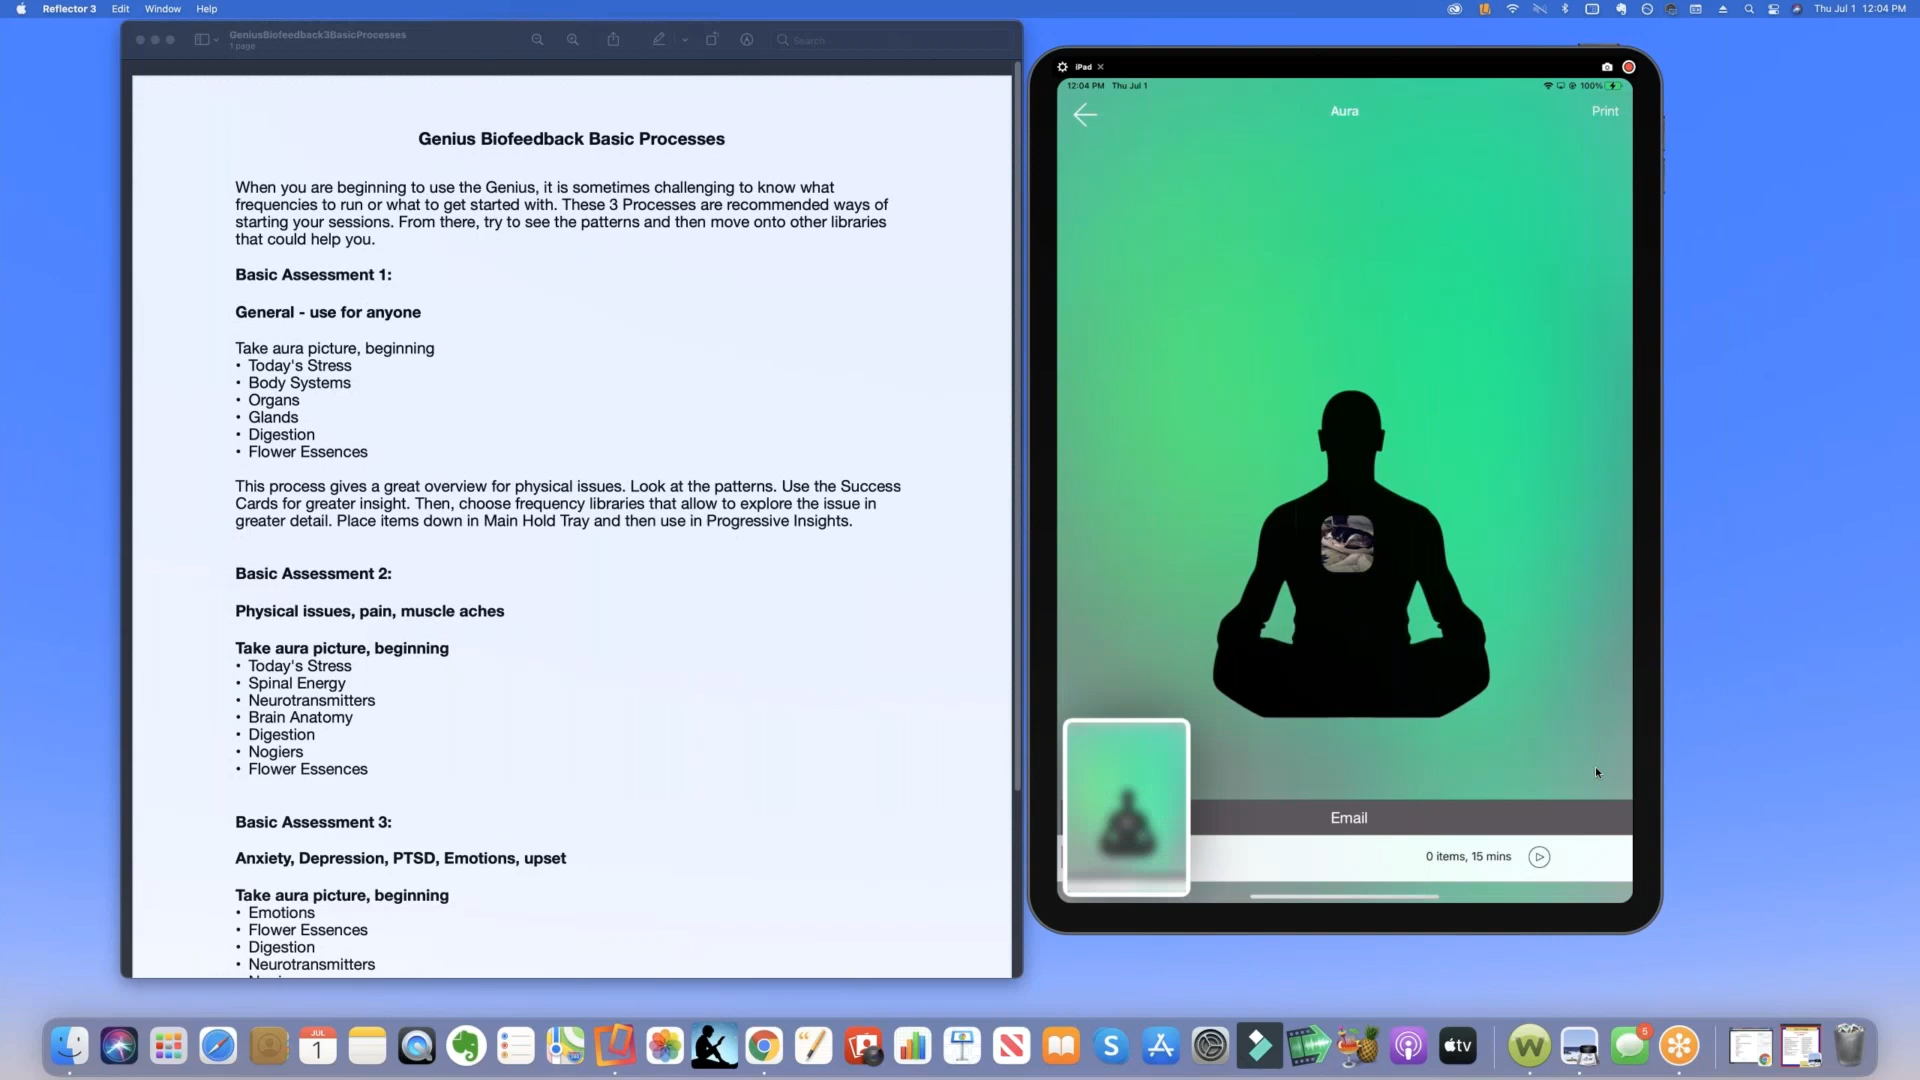 Reflector 3 Edit Window Help
Thu Jul 1 12:04 PM
GeniusBiofeedback3BasicProcesses
1 page
Search
Genius Biofeedback Basic Processes
When you are beginning to use the Genius, it is sometimes challenging to know what
frequencies to run or what to get started with. These 3 Processes are recommended ways of
starting your sessions. From there, try to see the patterns and then move onto other libraries
that could help you.
Basic Assessment 1:
General - use for anyone
Take aura picture, beginning
• Today's Stress
• Body Systems
• Organs
• Glands
• Digestion
• Flower Essences
This process gives a great overview for physical issues. Look at the patterns. Use the Success
Cards for greater insight. Then, choose frequency libraries that allow to explore the issue in
greater detail. Place items down in Main Hold Tray and then use in Progressive Insights.
Basic Assessment 2:
Physical issues, pain, muscle aches
Take aura picture, beginning
• Today's Stress
• Spinal Energy
• Neurotransmitters
• Brain Anatomy
• Digestion
• Nogiers
• Flower Essences
Basic Assessment 3:
Anxiety, Depression, PTSD, Emotions, upset
Take aura picture, beginning
• Emotions
• Flower Essences
• Digestion
• Neurotransmitters
iPad
12:04 PM Thu Jul 1
100%
Aura
Print
Email
0 items, 15 mins
JUL
1
tv
5